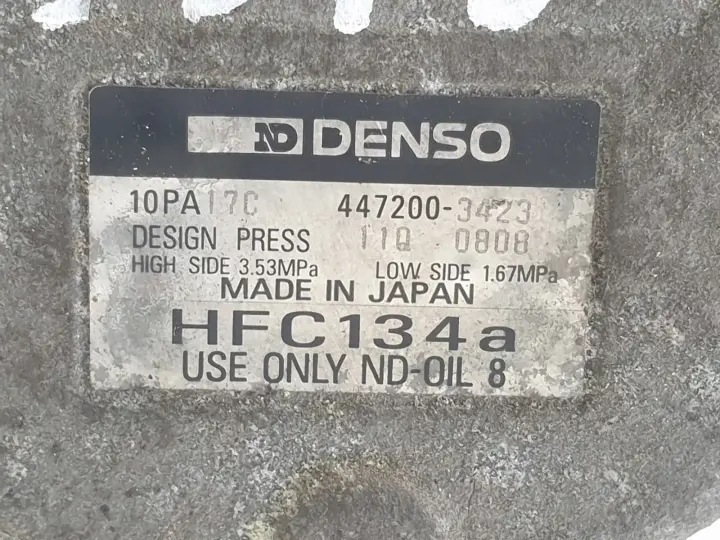 ND DENSO
10PA17C 447200-3423
DESIGN PRESS 11Q 0808
HIGH SIDE 3.53MPa LOW SIDE 1.67MPa
MADE IN JAPAN
HFC134a
USE ONLY ND-OIL 8